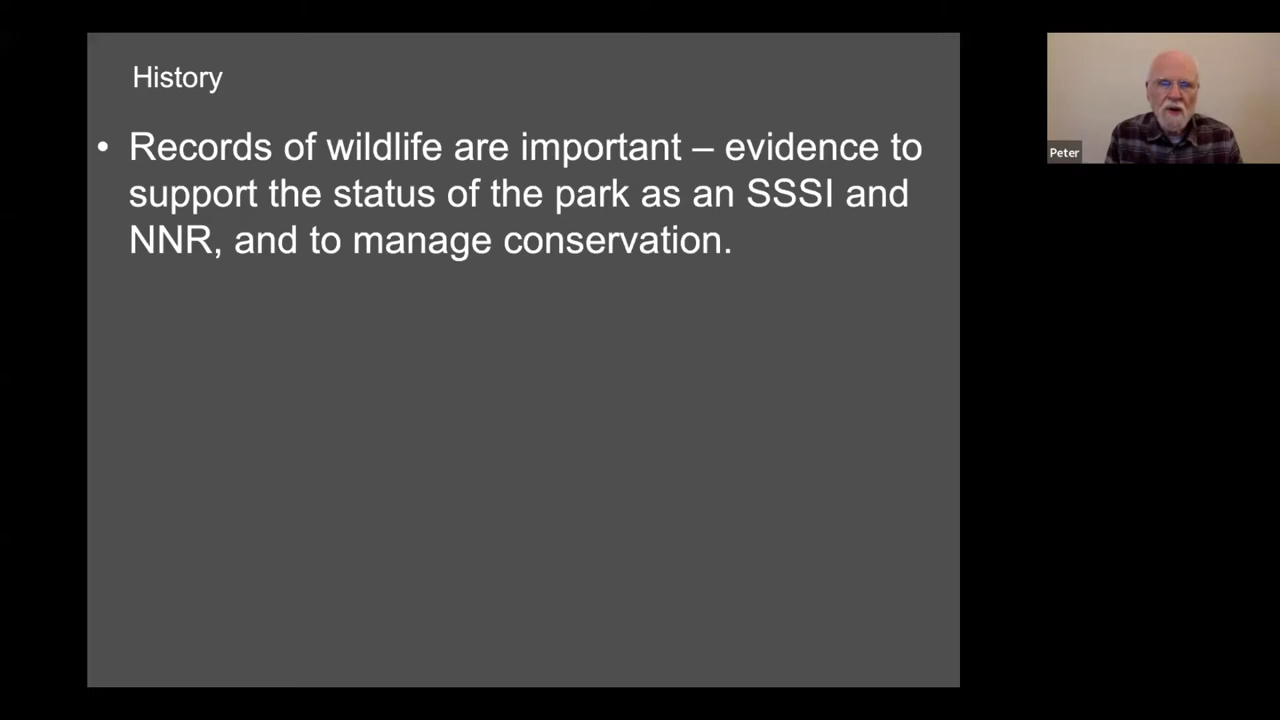 History
• Records of wildlife are important – evidence to
support the status of the park as an SSSI and
NNR, and to manage conservation.
Peter